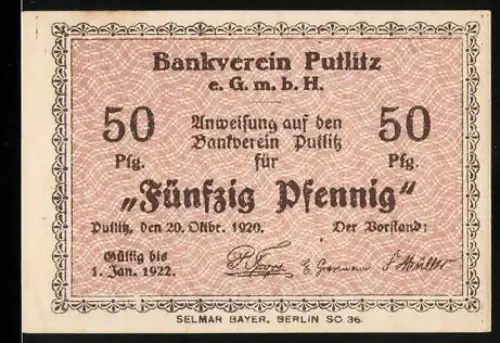 Bankverein Putlitz
e. G. m. b. H.
50 Anweisung auf den 50
Pfg. Bankverein Putlitz Pfg.
für
„Fünfzig Pfennig“
Putlitz, den 20. Oktbr. 1920. Der Vorstand:
Gültig bis
1. Jan. 1922. Müller
SELMAR BAYER, BERLIN SO. 36.